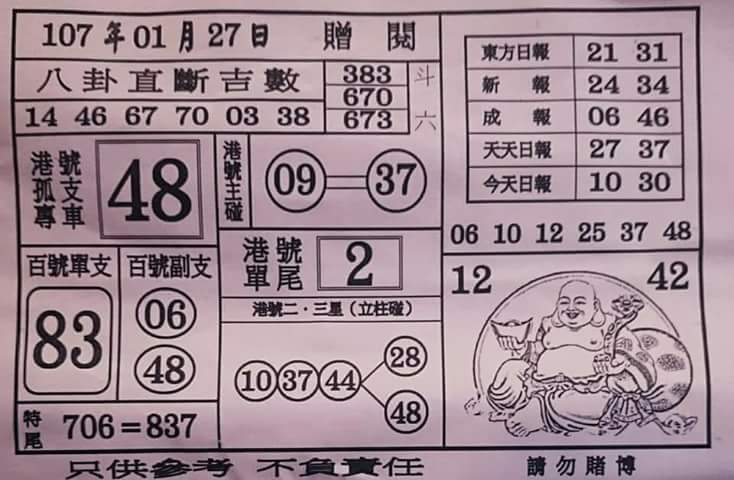 107年01月27日 贈閱
八卦直斷吉數
14 46 67 70 03 38
383
670
673
斗六
港號孤支專車
48
港號主碰
09 37
百號單支
83
百號副支
06
48
港號單尾
2
港號二·三星（立柱碰）
10 37 44
28
48
特尾
706=837
東方日報 21 31
新報 24 34
成報 06 46
天天日報 27 37
今天日報 10 30
06 10 12 25 37 48
12 42
只供參考 不負責任
請勿賭博